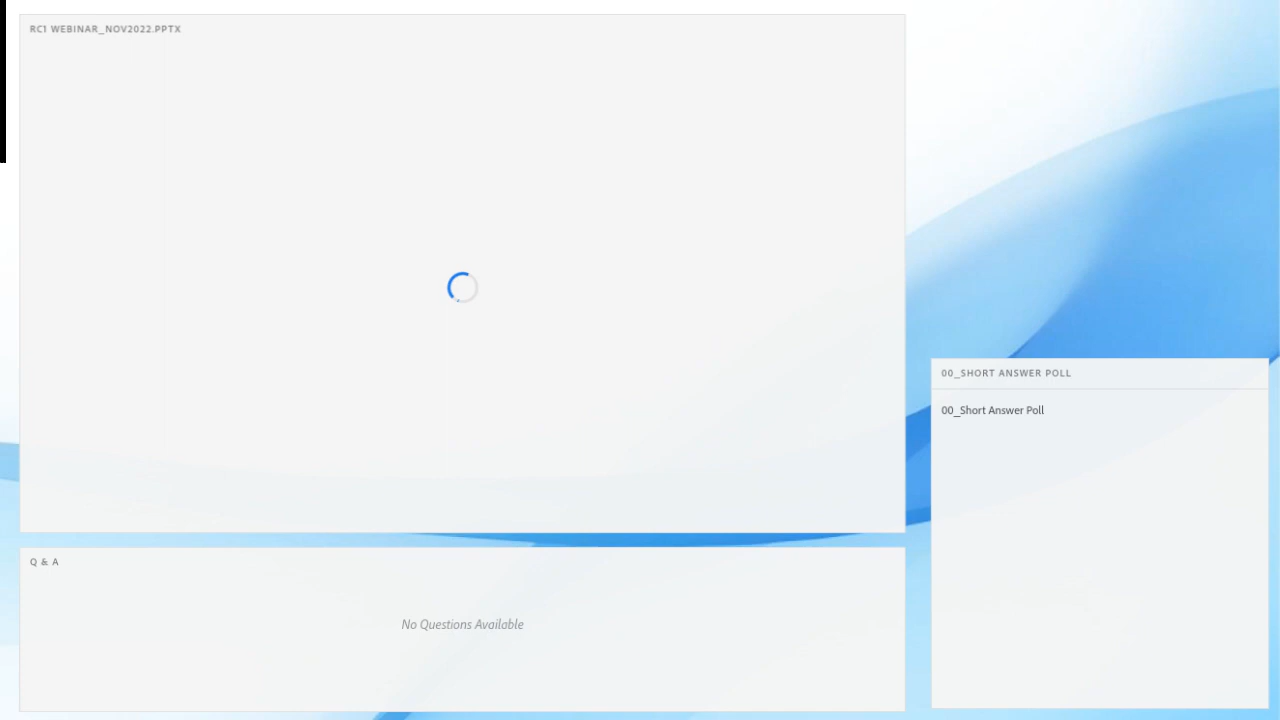 RC1 WEBINAR_NOV2022.PPTX
00_SHORT ANSWER POLL
00_Short Answer Poll
Q & A
No Questions Available